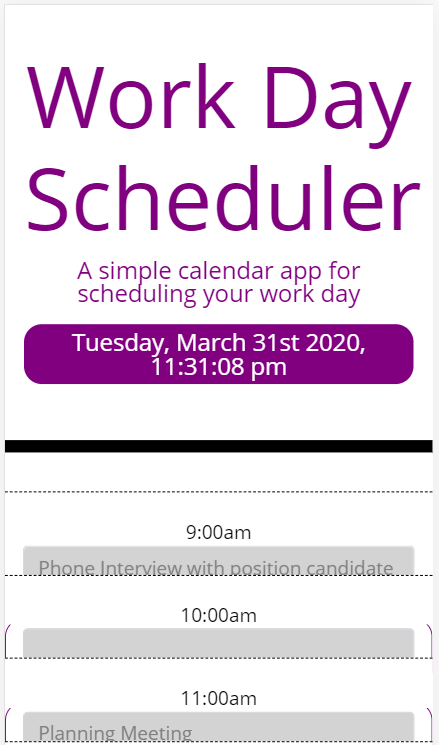 Work Day
Scheduler
A simple calendar app for
scheduling your work day
Tuesday, March 31st 2020,
11:31:08 pm
9:00am
Phone Interview with position candidate
10:00am
11:00am
Planning Meeting